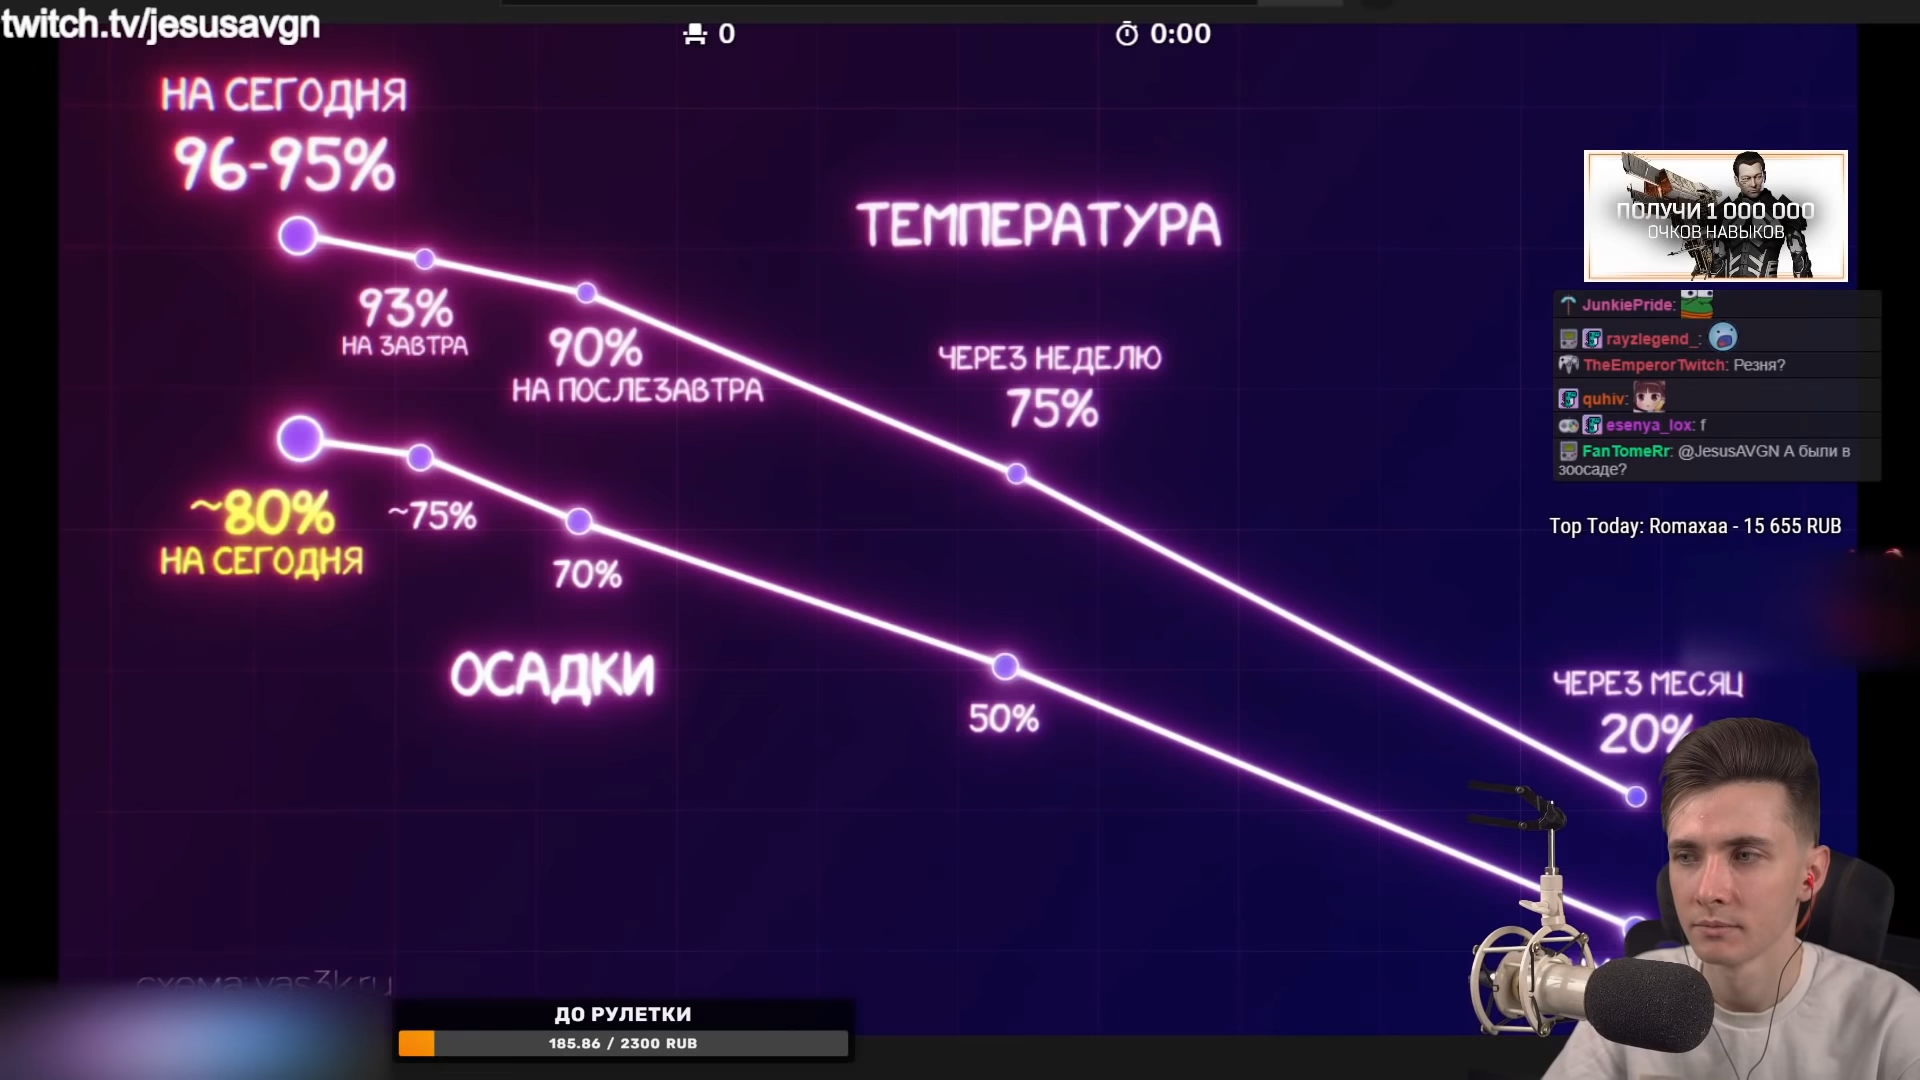 twitch.tv/jesusavgn
0
0:00
НА СЕГОДНЯ
96-95%
ТЕМПЕРАТУРА
ПОЛУЧИ 1 000 000
ОЧКОВ НАВЫКОВ
93%
НА ЗАВТРА
90%
НА ПОСЛЕЗАВТРА
ЧЕРЕЗ НЕДЕЛЮ
75%
JunkiePride:
rayzlegend_:
TheEmperorTwitch: Резня?
quhiv:
esenya_lox: f
FanTomeRr: @JesusAVGN А были в
зоосаде?
~80%
НА СЕГОДНЯ
~75%
70%
Top Today: Romaxaa - 15 655 RUB
ОСАДКИ
50%
ЧЕРЕЗ МЕСЯЦ
20%
схема: vas3k.ru
ДО РУЛЕТКИ
185.86 / 2300 RUB